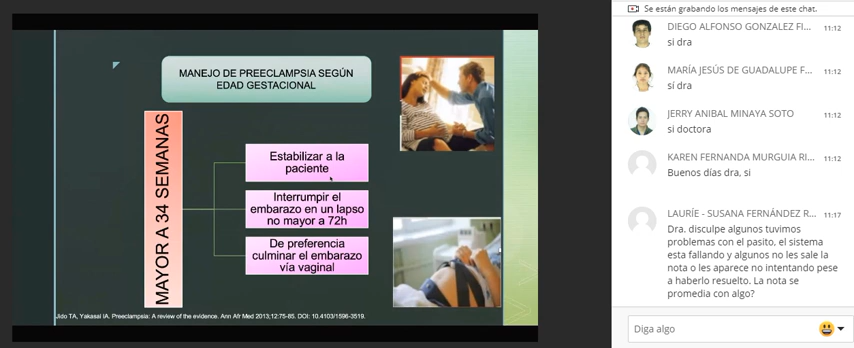 MANEJO DE PREECLAMPSIA SEGÚN
EDAD GESTACIONAL
MAYOR A 34 SEMANAS
Estabilizar a la
paciente
Interrumpir el
embarazo en un lapso
no mayor a 72h
De preferencia
culminar el embarazo
vía vaginal
Jido TA, Yakasai IA. Preeclampsia: A review of the evidence. Ann Afr Med 2013;12:75-85. DOI: 10.4103/1596-3519.
Se están grabando los mensajes de este chat.
DIEGO ALFONSO GONZALEZ FI... 11:12
si dra
MARÍA JESÚS DE GUADALUPE F... 11:12
sí dra
JERRY ANIBAL MINAYA SOTO 11:12
si doctora
KAREN FERNANDA MURGUIA RI... 11:12
Buenos días dra, si
LAURÍE - SUSANA FERNÁNDEZ R... 11:17
Dra. disculpe algunos tuvimos
problemas con el pasito, el sistema
esta fallando y algunos no les sale la
nota o les aparece no intentando pese
a haberlo resuelto. La nota se
promedia con algo?
Diga algo